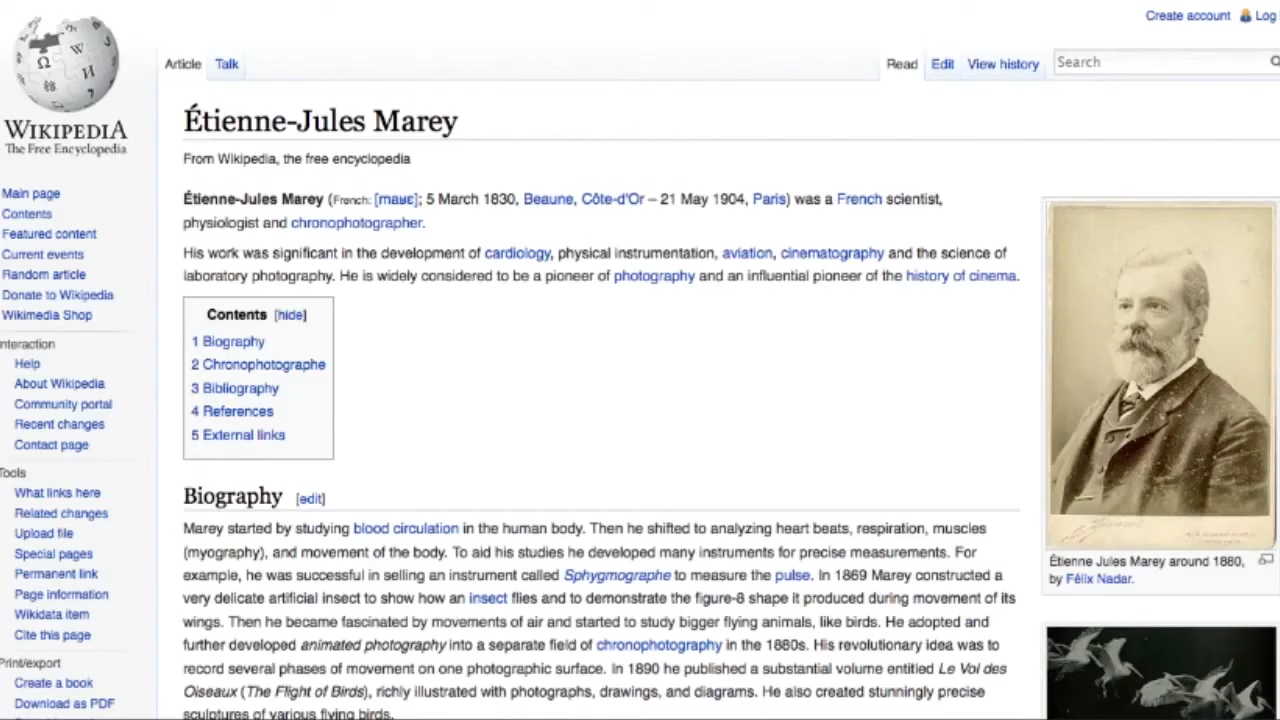 Create account Log
Article Talk Read Edit View history Search
WIKIPEDIA
The Free Encyclopedia
Main page
Contents
Featured content
Current events
Random article
Donate to Wikipedia
Wikimedia Shop
Interaction
Help
About Wikipedia
Community portal
Recent changes
Contact page
Tools
What links here
Related changes
Upload file
Special pages
Permanent link
Page information
Wikidata item
Cite this page
Print/export
Create a book
Download as PDF
Étienne-Jules Marey
From Wikipedia, the free encyclopedia
Étienne-Jules Marey (French: [maʁɛ]; 5 March 1830, Beaune, Côte-d'Or – 21 May 1904, Paris) was a French scientist,
physiologist and chronophotographer.
His work was significant in the development of cardiology, physical instrumentation, aviation, cinematography and the science of
laboratory photography. He is widely considered to be a pioneer of photography and an influential pioneer of the history of cinema.
Contents [hide]
1 Biography
2 Chronophotographe
3 Bibliography
4 References
5 External links
Biography [edit]
Marey started by studying blood circulation in the human body. Then he shifted to analyzing heart beats, respiration, muscles
(myography), and movement of the body. To aid his studies he developed many instruments for precise measurements. For
example, he was successful in selling an instrument called Sphygmographe to measure the pulse. In 1869 Marey constructed a
very delicate artificial insect to show how an insect flies and to demonstrate the figure-8 shape it produced during movement of its
wings. Then he became fascinated by movements of air and started to study bigger flying animals, like birds. He adopted and
further developed animated photography into a separate field of chronophotography in the 1880s. His revolutionary idea was to
record several phases of movement on one photographic surface. In 1890 he published a substantial volume entitled Le Vol des
Oiseaux (The Flight of Birds), richly illustrated with photographs, drawings, and diagrams. He also created stunningly precise
sculptures of various flying birds.
Étienne Jules Marey around 1880,
by Félix Nadar.